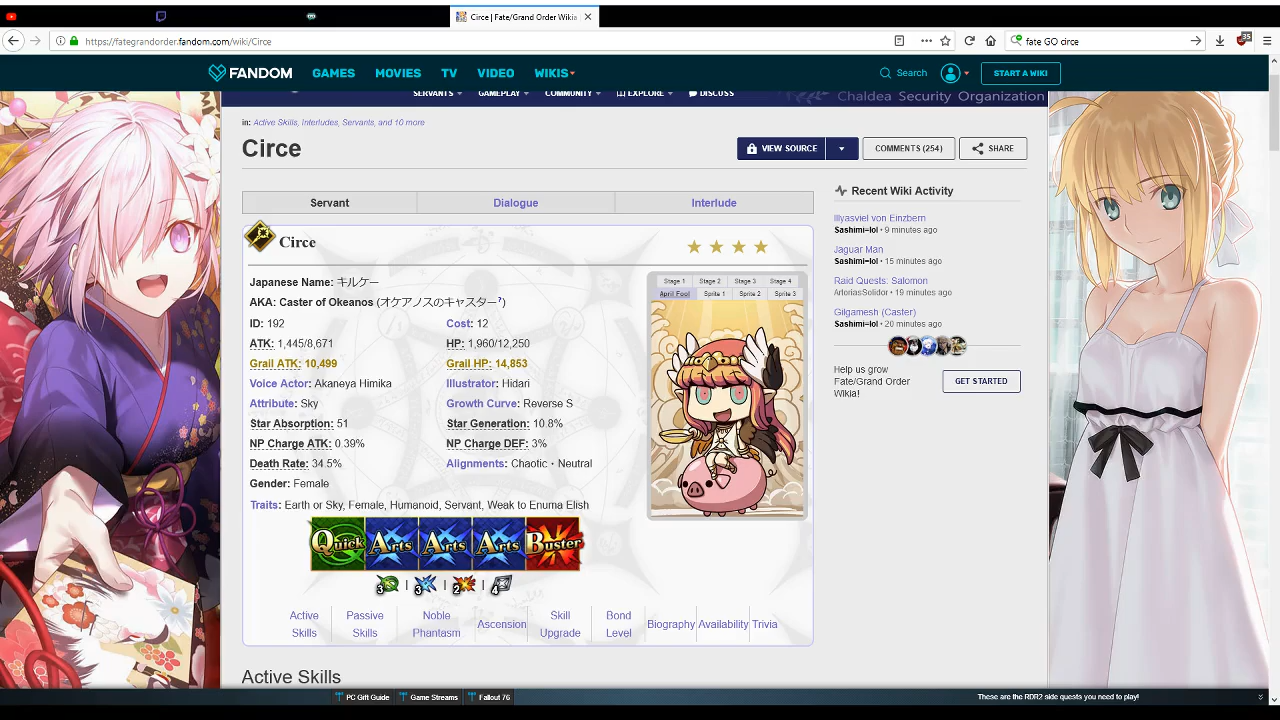 Circe | Fate/Grand Order Wikia
https://fategrandorder.fandom.com/wiki/Circe
fate GO circe
35
FANDOM GAMES MOVIES TV VIDEO WIKIS Search START A WIKI
SERVANTS GAMEPLAY COMMUNITY EXPLORE DISCUSS
Chaldea Security Organization
in: Active Skills, Interludes, Servants, and 10 more
Circe
VIEW SOURCE COMMENTS (254) SHARE
Servant Dialogue Interlude
Circe
Japanese Name: キルケー
AKA: Caster of Okeanos (オケアノスのキャスター?)
ID: 192 Cost: 12
ATK: 1,445/8,671 HP: 1,960/12,250
Grail ATK: 10,499 Grail HP: 14,853
Voice Actor: Akaneya Himika Illustrator: Hidari
Attribute: Sky Growth Curve: Reverse S
Star Absorption: 51 Star Generation: 10.8%
NP Charge ATK: 0.39% NP Charge DEF: 3%
Death Rate: 34.5% Alignments: Chaotic・Neutral
Gender: Female
Traits: Earth or Sky, Female, Humanoid, Servant, Weak to Enuma Elish
Stage 1 Stage 2 Stage 3 Stage 4
April Fool Sprite 1 Sprite 2 Sprite 3
Quick Arts Arts Arts Buster
3 | 3 | 2 | 4
Active Skills
Passive Skills
Noble Phantasm
Ascension
Skill Upgrade
Bond Level
Biography
Availability
Trivia
Active Skills
Recent Wiki Activity
Illyasviel von Einzbern
Sashimi=lol • 9 minutes ago
Jaguar Man
Sashimi=lol • 15 minutes ago
Raid Quests: Salomon
ArtoriasSolidor • 19 minutes ago
Gilgamesh (Caster)
Sashimi=lol • 20 minutes ago
Help us grow
Fate/Grand Order
Wikia!
GET STARTED
PC Gift Guide Game Streams Fallout 76 These are the RDR2 side quests you need to play!